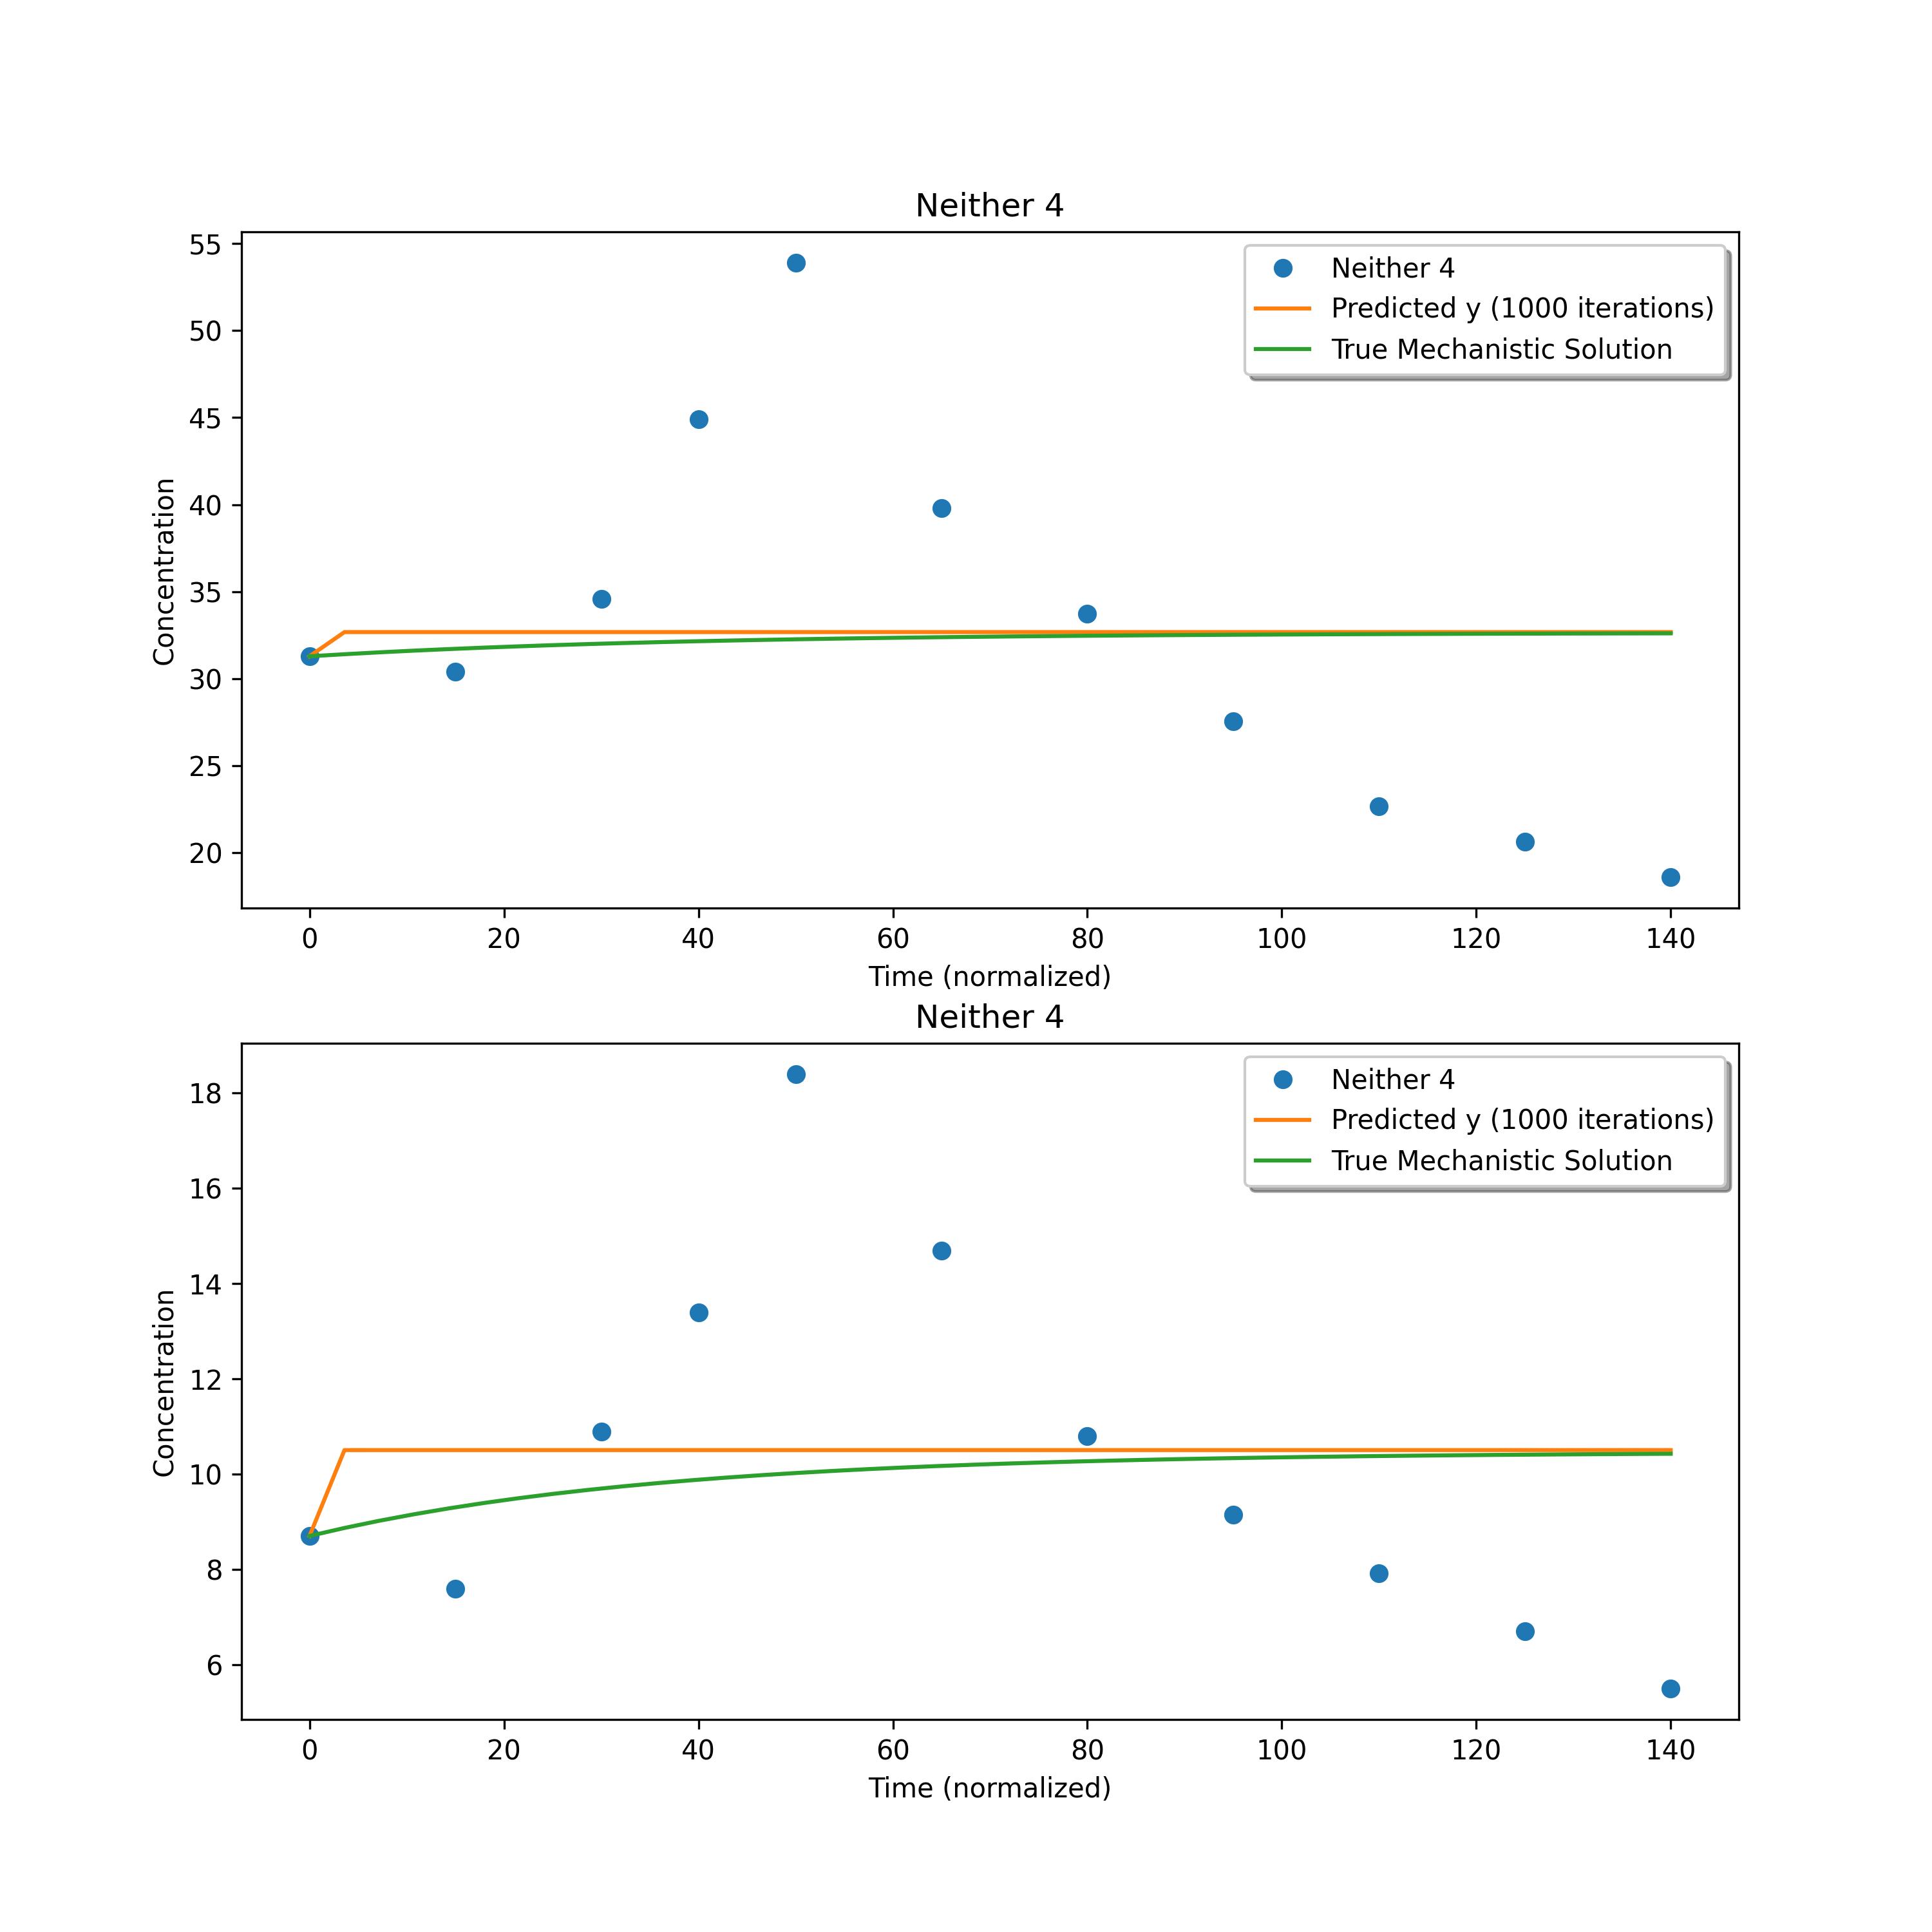 Neither 4
55
50
45
40
35
30
25
20
Concentration
Neither 4
Predicted y (1000 iterations)
True Mechanistic Solution
0 20 40 60 80 100 120 140
Time (normalized)
Neither 4
18
16
14
12
10
8
6
Concentration
Neither 4
Predicted y (1000 iterations)
True Mechanistic Solution
0 20 40 60 80 100 120 140
Time (normalized)